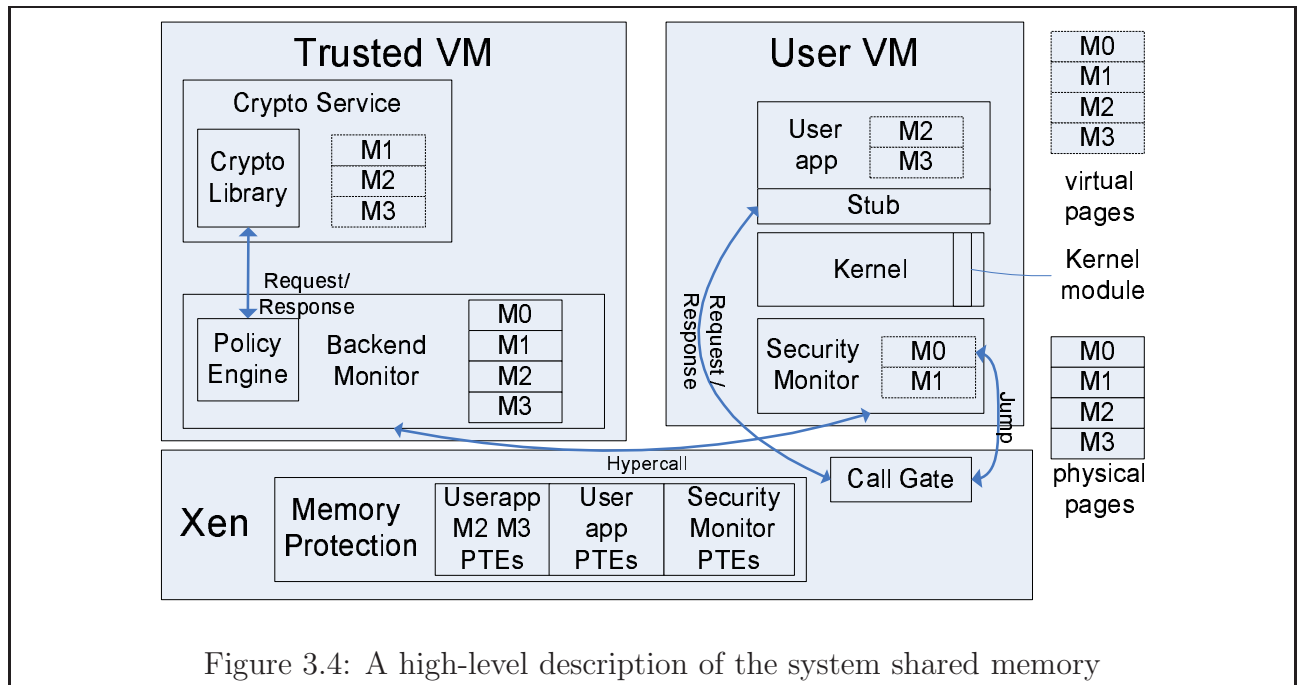 Trusted VM
Crypto Service
Crypto
Library
M1
M2
M3
Request/
Response
Policy
Engine
Backend
Monitor
M0
M1
M2
M3
User VM
User
app
M2
M3
Stub
Kernel
Security
Monitor
M0
M1
Request /
Response
Jump
M0
M1
M2
M3
virtual
pages
Kernel
module
M0
M1
M2
M3
physical
pages
Hypercall
Call Gate
Xen
Memory
Protection
Userapp
M2 M3
PTEs
User
app
PTEs
Security
Monitor
PTEs
Figure 3.4: A high-level description of the system shared memory